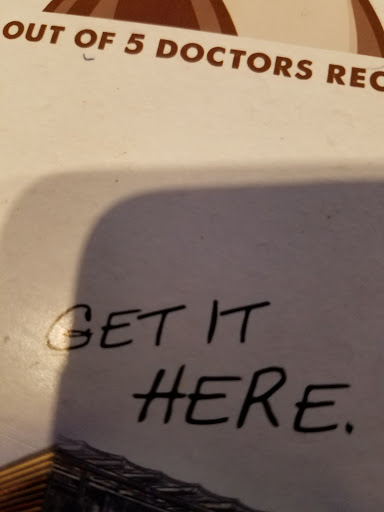 OUT OF 5 DOCTORS REC
GET IT
HERE.